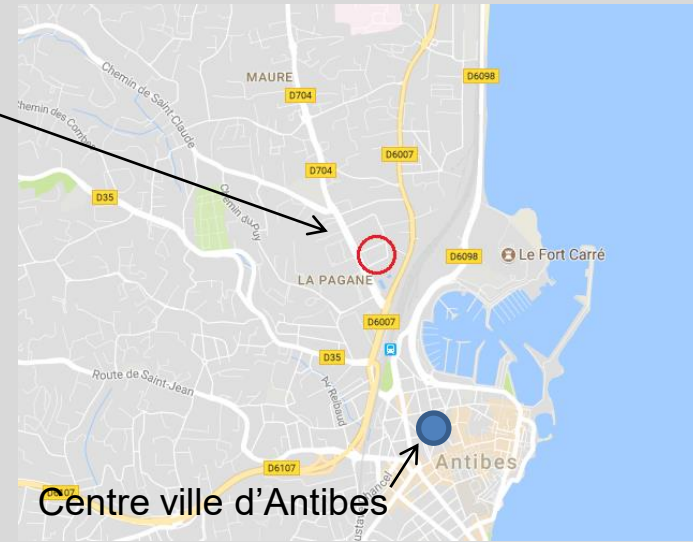 MAURE
D6098
D704
Chemin de Saint-Claude
Chemin des Combes
D6007
D704
D35
Chemin du Puy
D6098
Le Fort Carré
LA PAGANE
D6007
D35
Route de Saint-Jean
Av Reibaud
D6107
Antibes
D6107
Centre ville d’Antibes